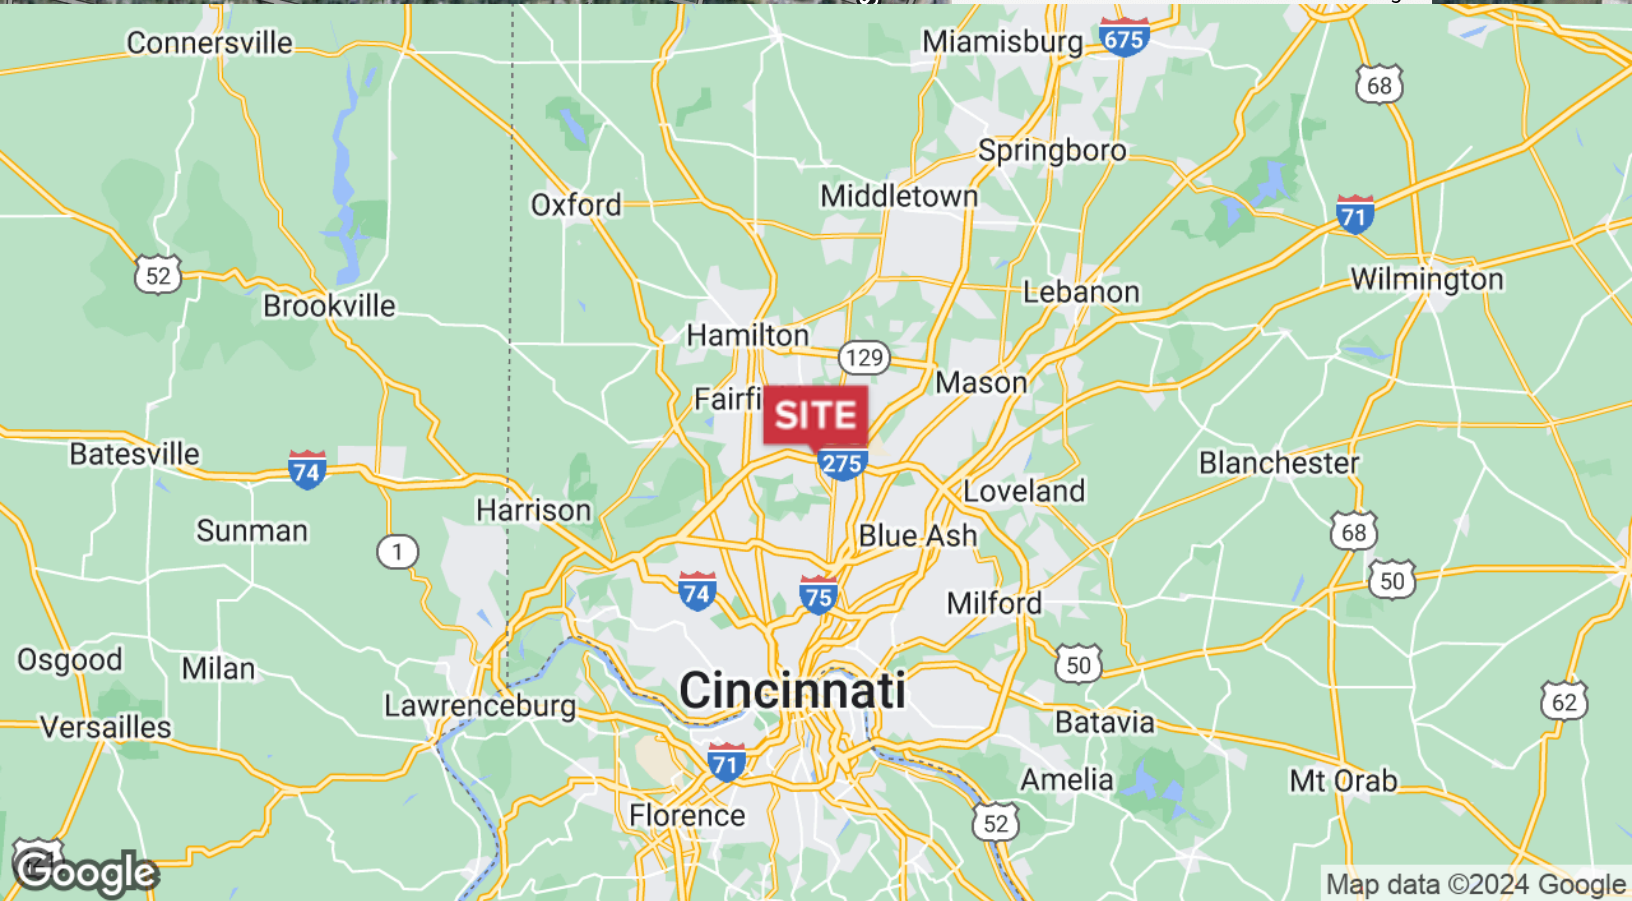 Connersville
Miamisburg
675
68
Springboro
Oxford
Middletown
71
52
Wilmington
Brookville
Lebanon
Hamilton
129
Mason
Fairfi
SITE
Batesville
74
275
Blanchester
Loveland
Harrison
Sunman
Blue Ash
68
1
50
74
75
Milford
Osgood
Milan
50
Cincinnati
62
Lawrenceburg
Versailles
Batavia
71
Amelia
Mt Orab
Florence
52
Google
Map data ©2024 Google